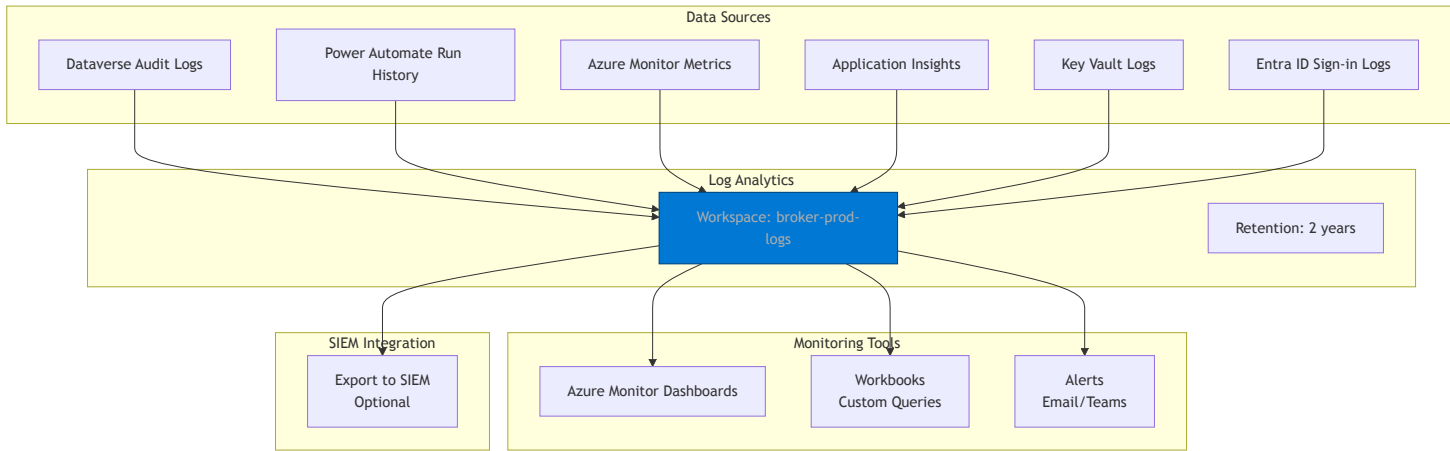 Data Sources
Dataverse Audit Logs
Power Automate Run
History
Azure Monitor Metrics
Application Insights
Key Vault Logs
Entra ID Sign-in Logs
Log Analytics
Workspace: broker-prod-
logs
Retention: 2 years
SIEM Integration
Export to SIEM
Optional
Monitoring Tools
Azure Monitor Dashboards
Workbooks
Custom Queries
Alerts
Email/Teams